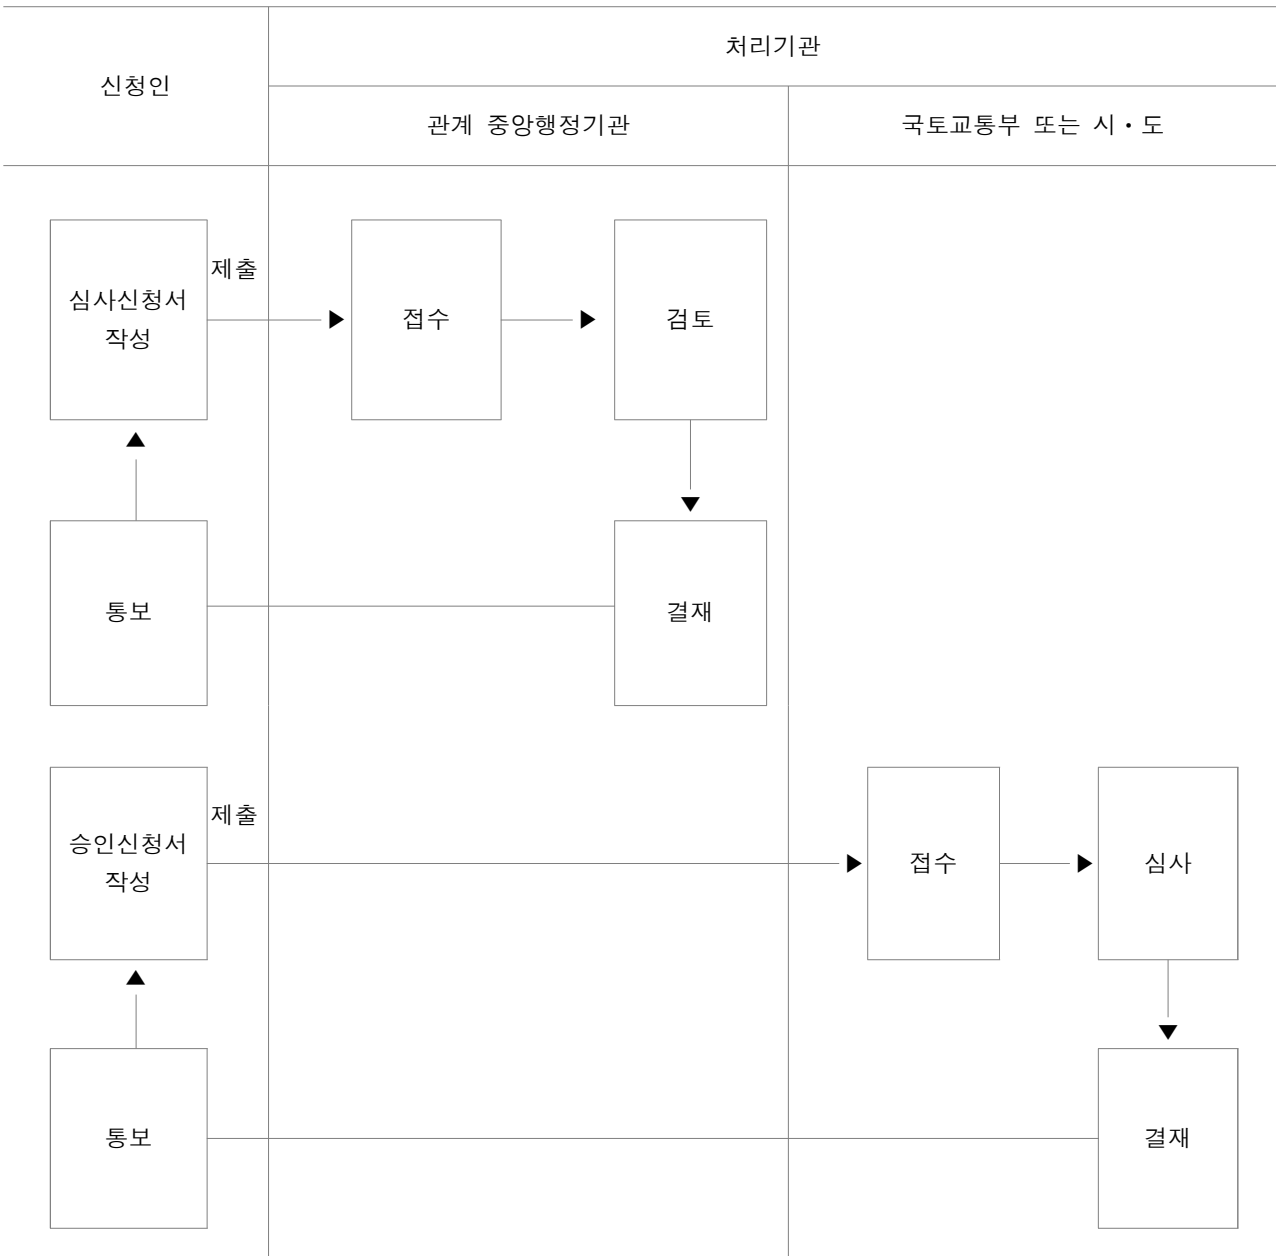 신청인
처리기관
관계 중앙행정기관
국토교통부 또는 시·도
심사신청서
작성
제출
접수
검토
통보
결재
승인신청서
작성
제출
접수
심사
통보
결재